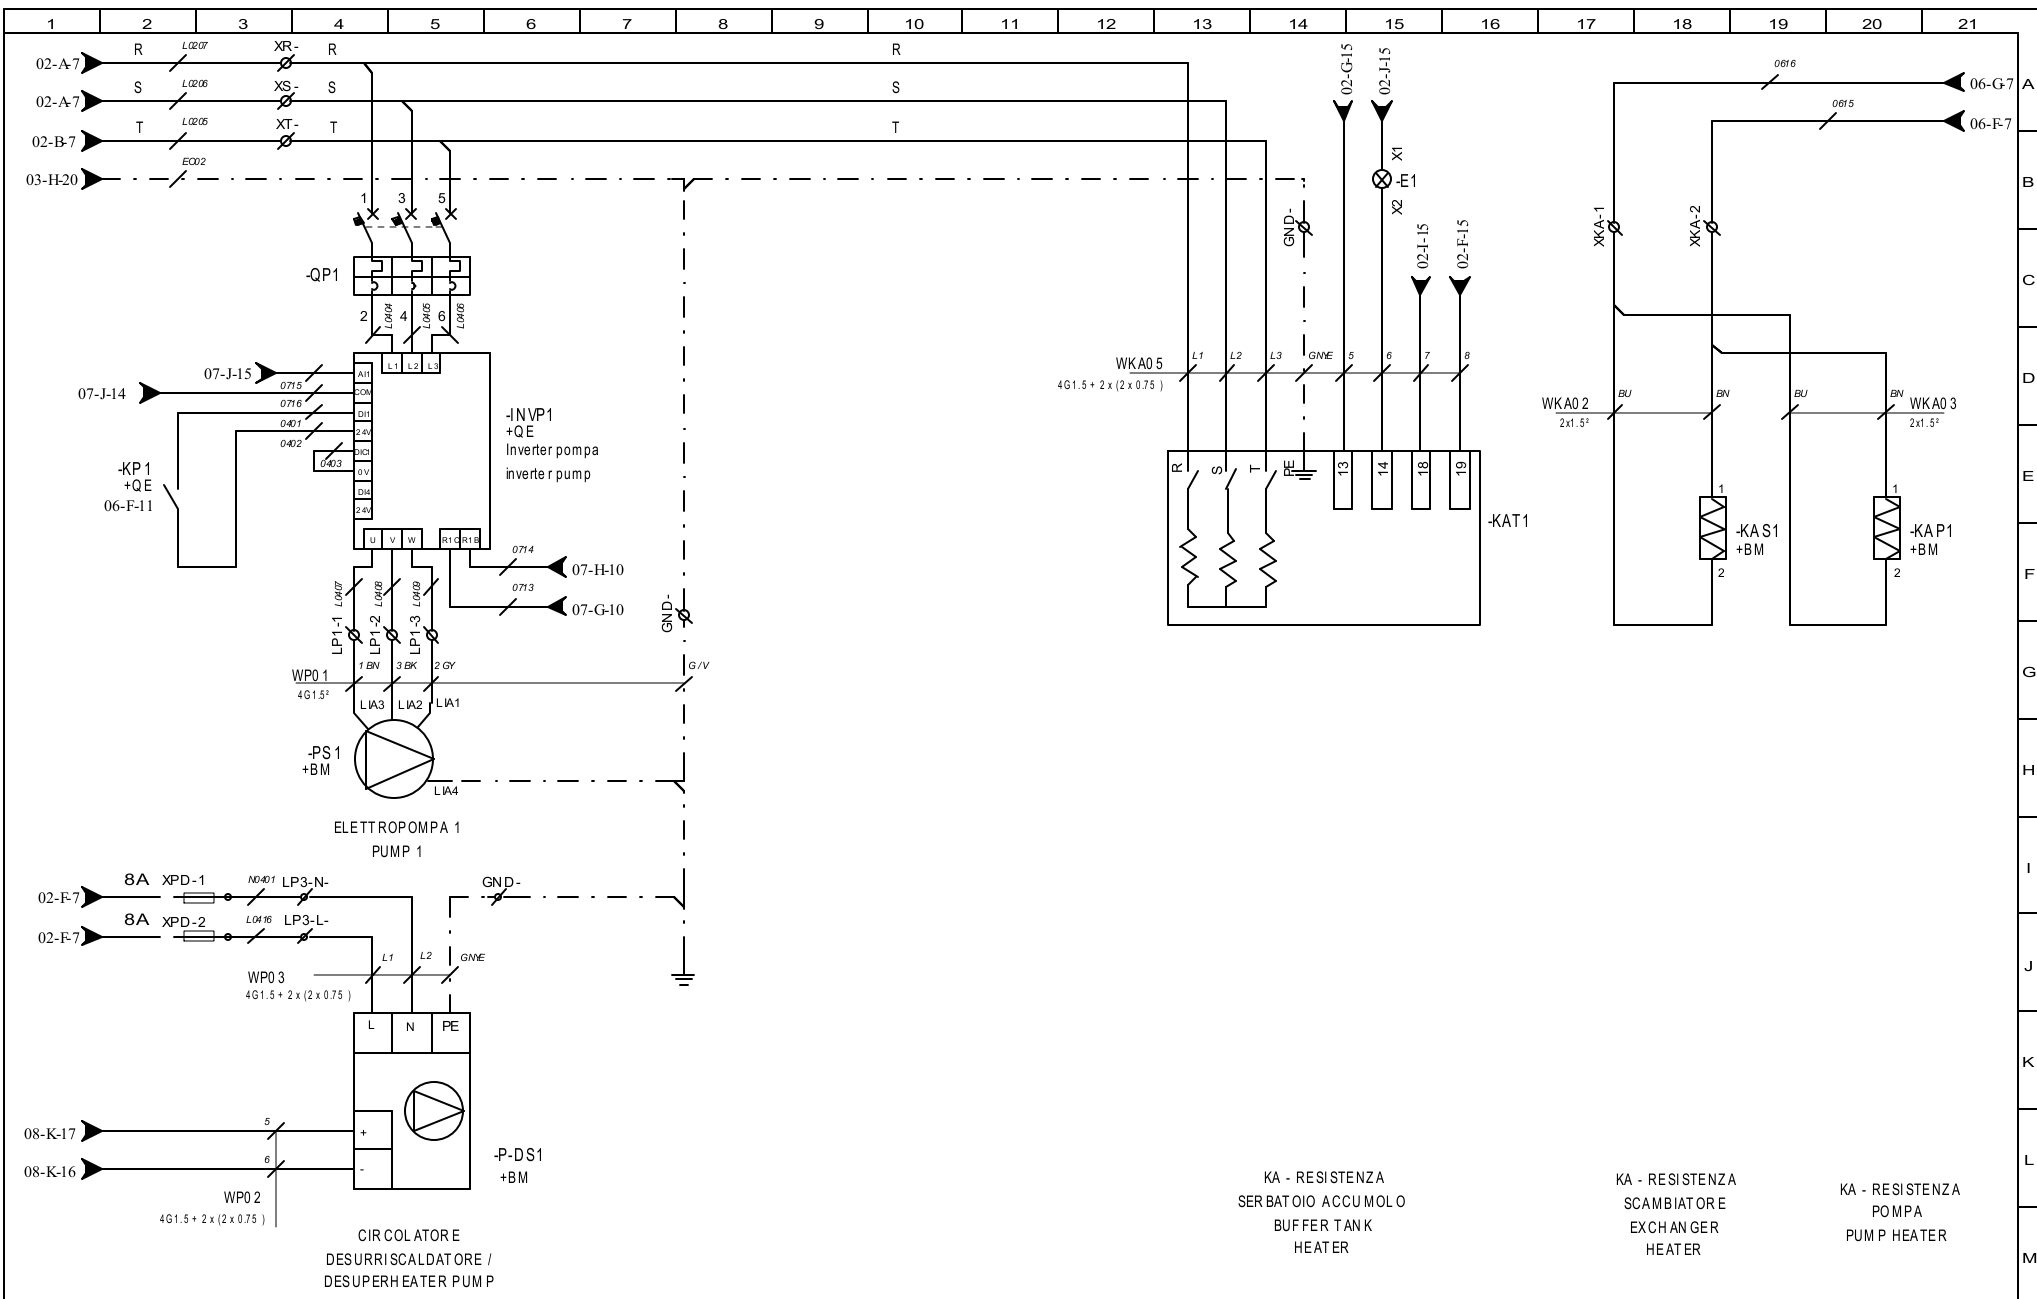 1 2 3 4 5 6 7 8 9 10 11 12 13 14 15 16 17 18 19 20 21
A
B
C
D
E
F
G
H
I
J
K
L
M
02-A-7 R L0207 XR- R R
02-A-7 S L0206 XS- S S
02-B-7 T L0205 XT- T T
03-H-20 EC02
1 3 5
-QP1
2 L0404 4 L0405 6 L0406
L1 L2 L3
07-J-15 AI1
07-J-14 0715 COM
0716 DI1
0401 24V
0402 DIC1
0403 0V
DI4
24V
-KP1
+QE
06-F-11
-INVP1
+QE
Inverter pompa
inverter pump
U V W R1C R1B
0714 07-H-10
0713 07-G-10
L0407 L0408 L0409
LP1-1 LP1-2 LP1-3
GND-
WP01
4G1.5²
1 BN 3 BK 2 GY G/V
LIA3 LIA2 LIA1
-PS1
+BM
LIA4
ELETTROPOMPA 1
PUMP 1
02-F-7 8A XPD-1 N0401 LP3-N- GND-
02-F-7 8A XPD-2 L0416 LP3-L-
WP03
4G1.5 + 2 x (2 x 0.75 )
L1 L2 GNYE
L N PE
08-K-17 5 +
08-K-16 6 -
WP02
4G1.5 + 2 x (2 x 0.75 )
-P-DS1
+BM
CIRCOLATORE
DESURRISCALDATORE /
DESUPERHEATER PUMP
02-G-15 02-J-15
X1
-E1
X2
GND-
02-I-15 02-F-15
WKA05
4G1.5 + 2 x (2 x 0.75 )
L1 L2 L3 GNYE 5 6 7 8
R S T PE 13 14 18 19
-KAT1
KA - RESISTENZA
SERBATOIO ACCUMOLO
BUFFER TANK
HEATER
0616 06-G-7
0615 06-F-7
XKA-1 XKA-2
WKA02
2x1.5²
BU BN BU BN
WKA03
2x1.5²
1
-KAS1
+BM
2
1
-KAP1
+BM
2
KA - RESISTENZA
SCAMBIATORE
EXCHANGER
HEATER
KA - RESISTENZA
POMPA
PUMP HEATER